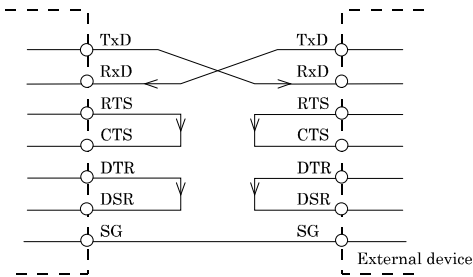 TxD TxD
RxD RxD
RTS RTS
CTS CTS
DTR DTR
DSR DSR
SG SG
External device